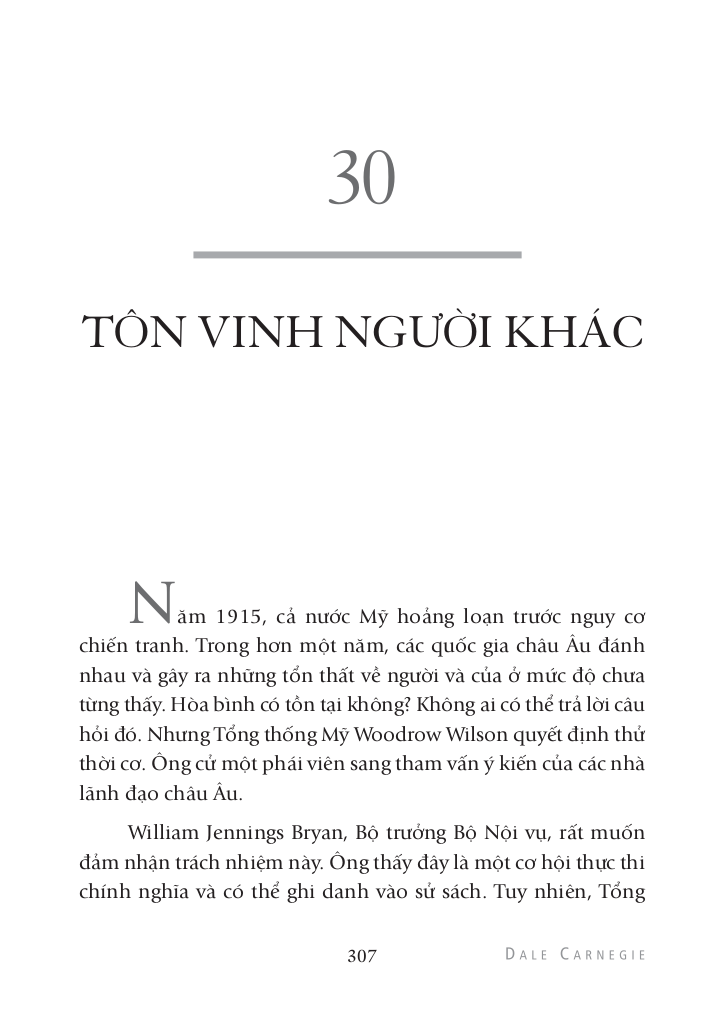 30
TÔN VINH NGƯỜI KHÁC
Năm 1915, cả nước Mỹ hoảng loạn trước nguy cơ
chiến tranh. Trong hơn một năm, các quốc gia châu Âu đánh
nhau và gây ra những tổn thất về người và của ở mức độ chưa
từng thấy. Hòa bình có tồn tại không? Không ai có thể trả lời câu
hỏi đó. Nhưng Tổng thống Mỹ Woodrow Wilson quyết định thử
thời cơ. Ông cử một phái viên sang tham vấn ý kiến của các nhà
lãnh đạo châu Âu.
William Jennings Bryan, Bộ trưởng Bộ Nội vụ, rất muốn
đảm nhận trách nhiệm này. Ông thấy đây là một cơ hội thực thi
chính nghĩa và có thể ghi danh vào sử sách. Tuy nhiên, Tổng
307
DALE CARNEGIE